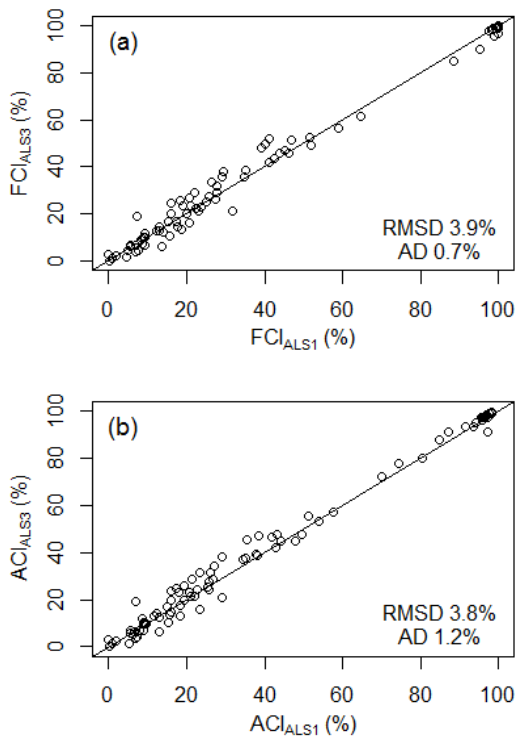 (a)
100
80
60
40
20
0
FCI_ALS3 (%)
RMSD 3.9%
AD 0.7%
0 20 40 60 80 100
FCI_ALS1 (%)
(b)
100
80
60
40
20
0
ACI_ALS3 (%)
RMSD 3.8%
AD 1.2%
0 20 40 60 80 100
ACI_ALS1 (%)